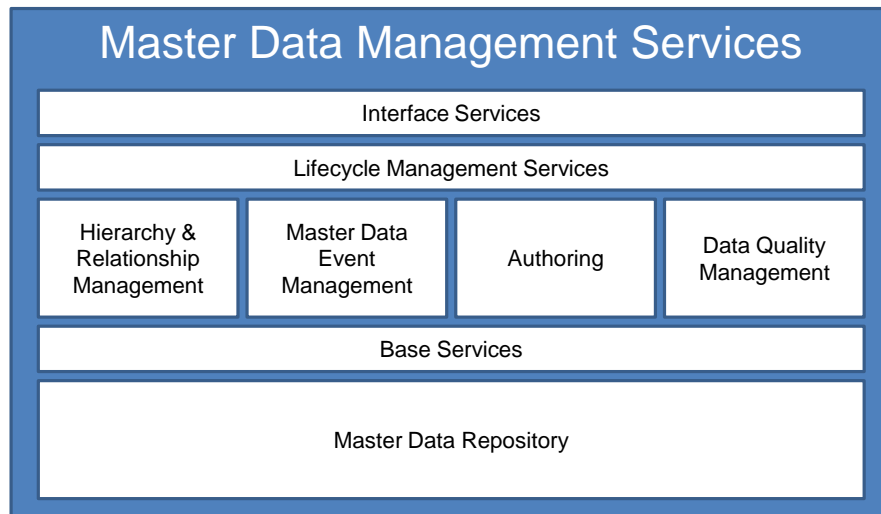 Master Data Management Services
Interface Services
Lifecycle Management Services
Hierarchy &
Relationship
Management
Master Data
Event
Management
Authoring
Data Quality
Management
Base Services
Master Data Repository